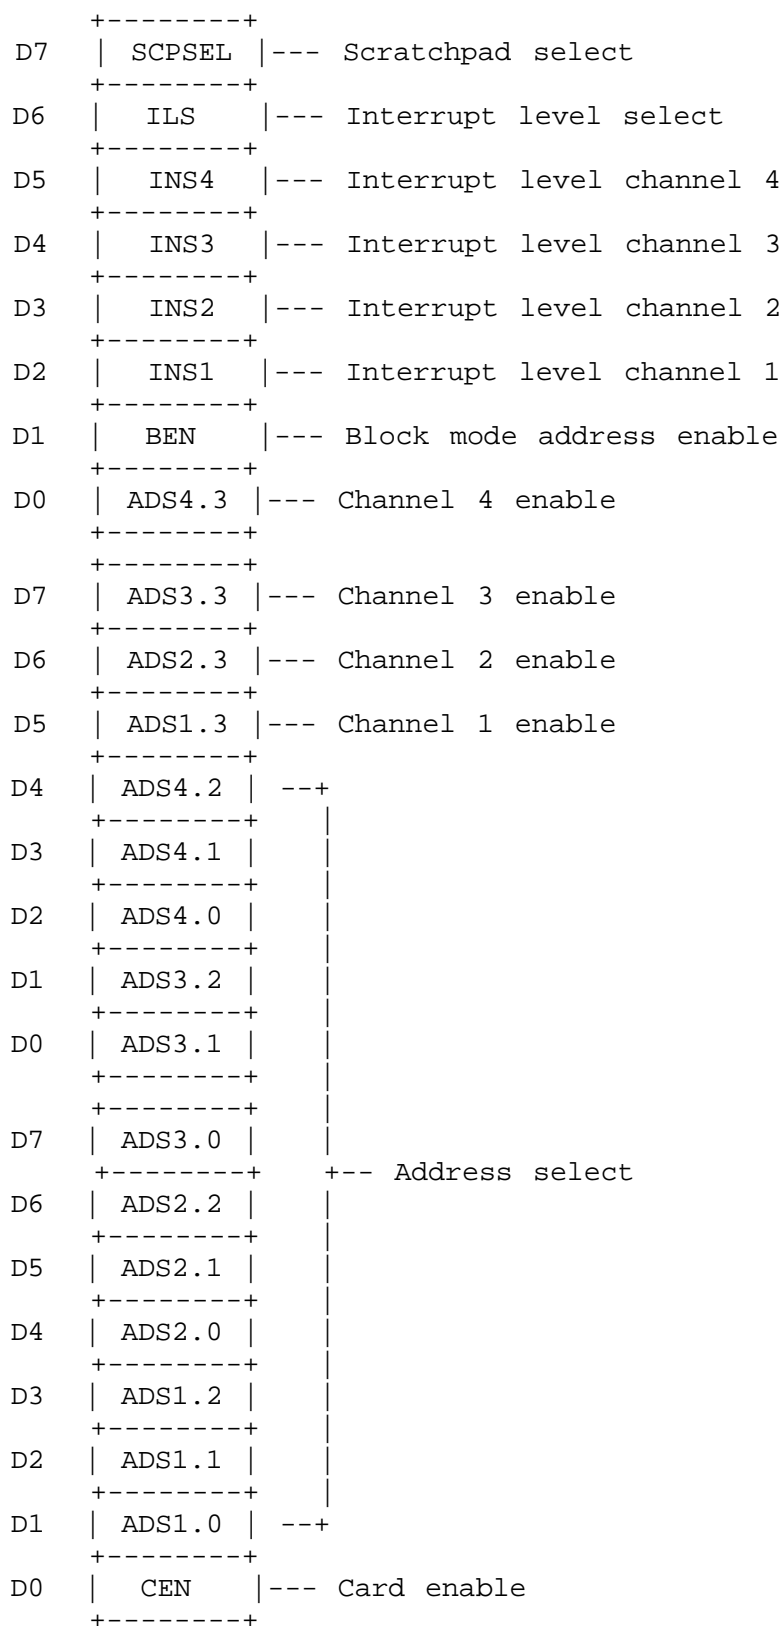 +--------+
D7 | SCPSEL |--- Scratchpad select
+--------+
D6 | ILS |--- Interrupt level select
+--------+
D5 | INS4 |--- Interrupt level channel 4
+--------+
D4 | INS3 |--- Interrupt level channel 3
+--------+
D3 | INS2 |--- Interrupt level channel 2
+--------+
D2 | INS1 |--- Interrupt level channel 1
+--------+
D1 | BEN |--- Block mode address enable
+--------+
D0 | ADS4.3 |--- Channel 4 enable
+--------+
+--------+
D7 | ADS3.3 |--- Channel 3 enable
+--------+
D6 | ADS2.3 |--- Channel 2 enable
+--------+
D5 | ADS1.3 |--- Channel 1 enable
+--------+
D4 | ADS4.2 | --+
+--------+ |
D3 | ADS4.1 | |
+--------+ |
D2 | ADS4.0 | |
+--------+ |
D1 | ADS3.2 | |
+--------+ |
D0 | ADS3.1 | |
+--------+ |
+--------+ |
D7 | ADS3.0 | |
+--------+ +-- Address select
D6 | ADS2.2 | |
+--------+ |
D5 | ADS2.1 | |
+--------+ |
D4 | ADS2.0 | |
+--------+ |
D3 | ADS1.2 | |
+--------+ |
D2 | ADS1.1 | |
+--------+ |
D1 | ADS1.0 | --+
+--------+
D0 | CEN |--- Card enable
+--------+